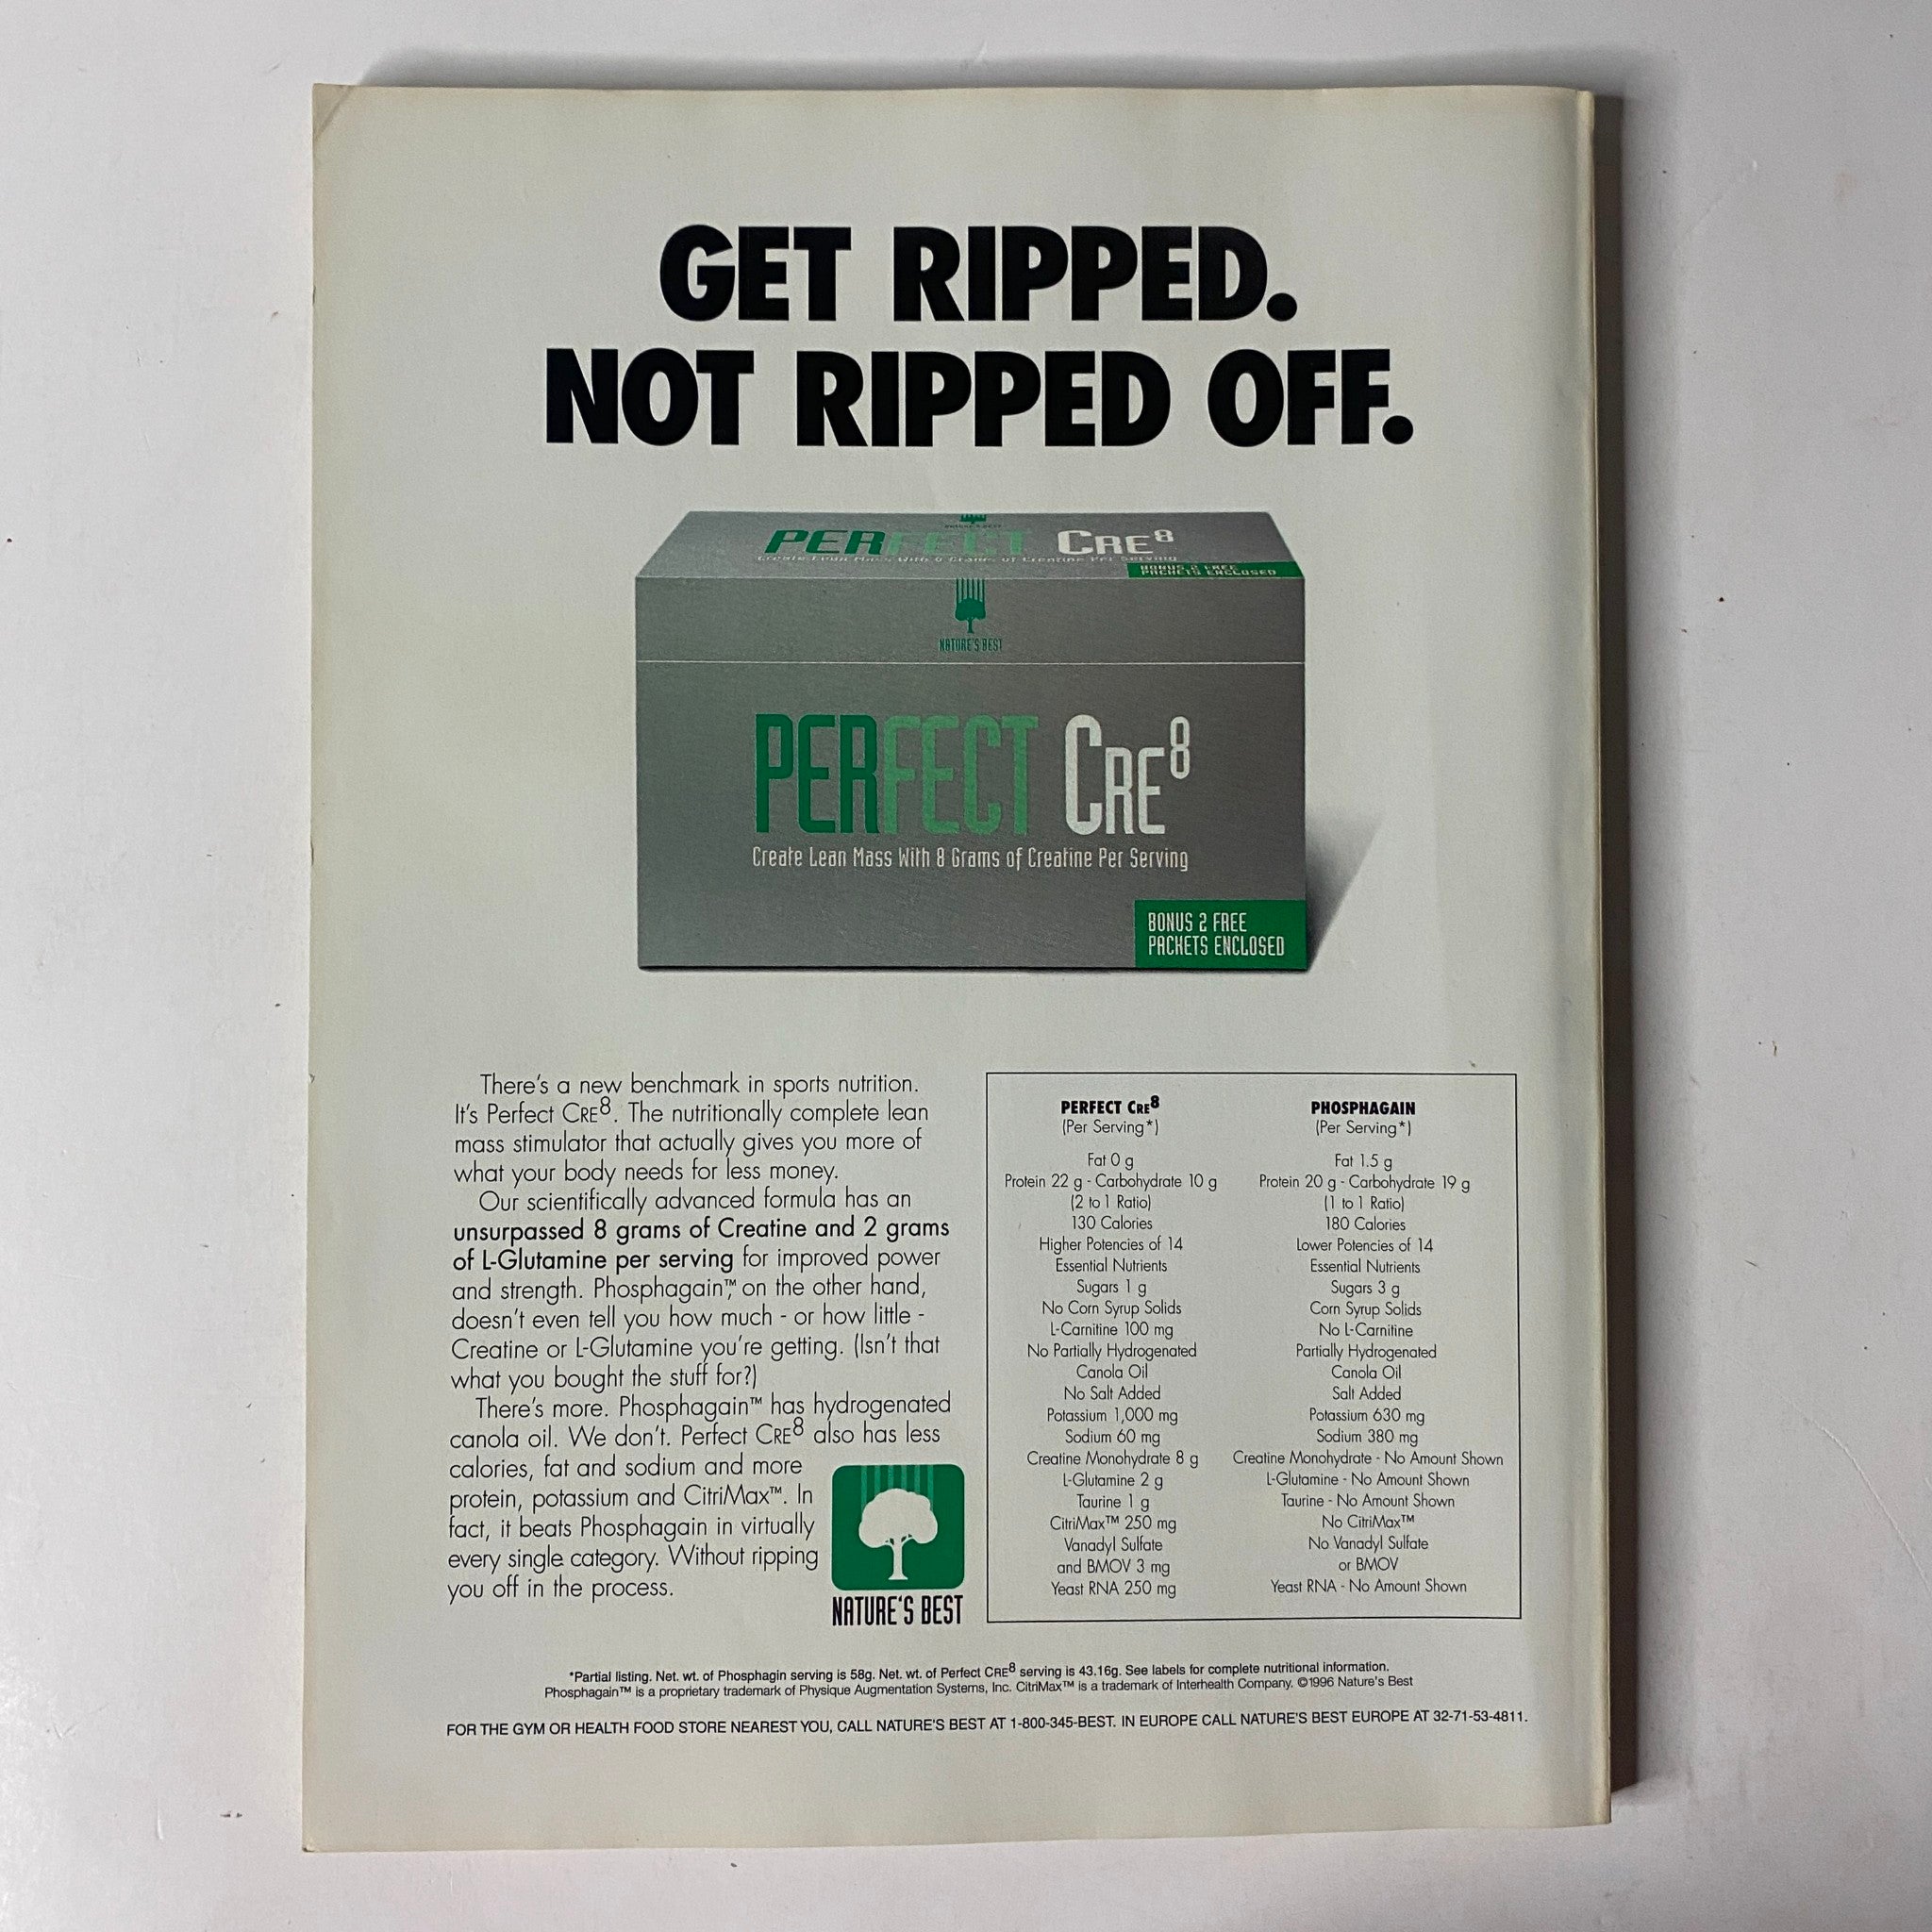 GET RIPPED.
NOT RIPPED OFF.
NATURE'S BEST
PERFECT CRE8
Create Lean Mass With 8 Grams of Creatine Per Serving
BONUS 2 FREE
PACKETS ENCLOSED
NATURE'S BEST
PERFECT CRE8
Create Lean Mass With 8 Grams of Creatine Per Serving
BONUS 2 FREE
PACKETS ENCLOSED
There's a new benchmark in sports nutrition.
It's Perfect CRE8. The nutritionally complete lean
mass stimulator that actually gives you more of
what your body needs for less money.
Our scientifically advanced formula has an
unsurpassed 8 grams of Creatine and 2 grams
of L-Glutamine per serving for improved power
and strength. Phosphagain™, on the other hand,
doesn't even tell you how much - or how little -
Creatine or L-Glutamine you're getting. (Isn't that
what you bought the stuff for?)
There's more. Phosphagain™ has hydrogenated
canola oil. We don't. Perfect CRE8 also has less
calories, fat and sodium and more
protein, potassium and CitriMax™. In
fact, it beats Phosphagain in virtually
every single category. Without ripping
you off in the process.
NATURE'S BEST
PERFECT CRE8
(Per Serving*)
Fat 0 g
Protein 22 g - Carbohydrate 10 g
(2 to 1 Ratio)
130 Calories
Higher Potencies of 14
Essential Nutrients
Sugars 1 g
No Corn Syrup Solids
L-Carnitine 100 mg
No Partially Hydrogenated
Canola Oil
No Salt Added
Potassium 1,000 mg
Sodium 60 mg
Creatine Monohydrate 8 g
L-Glutamine 2 g
Taurine 1 g
CitriMax™ 250 mg
Vanadyl Sulfate
and BMOV 3 mg
Yeast RNA 250 mg
PHOSPHAGAIN
(Per Serving*)
Fat 1.5 g
Protein 20 g - Carbohydrate 19 g
(1 to 1 Ratio)
180 Calories
Lower Potencies of 14
Essential Nutrients
Sugars 3 g
Corn Syrup Solids
No L-Carnitine
Partially Hydrogenated
Canola Oil
Salt Added
Potassium 630 mg
Sodium 380 mg
Creatine Monohydrate - No Amount Shown
L-Glutamine - No Amount Shown
Taurine - No Amount Shown
No CitriMax™
No Vanadyl Sulfate
or BMOV
Yeast RNA - No Amount Shown
*Partial listing. Net. wt. of Phosphagin serving is 58g. Net. wt. of Perfect CRE8 serving is 43.16g. See labels for complete nutritional information.
Phosphagain™ is a proprietary trademark of Physique Augmentation Systems, Inc. CitriMax™ is a trademark of Interhealth Company. ©1996 Nature's Best
FOR THE GYM OR HEALTH FOOD STORE NEAREST YOU, CALL NATURE'S BEST AT 1-800-345-BEST. IN EUROPE CALL NATURE'S BEST EUROPE AT 32-71-53-4811.